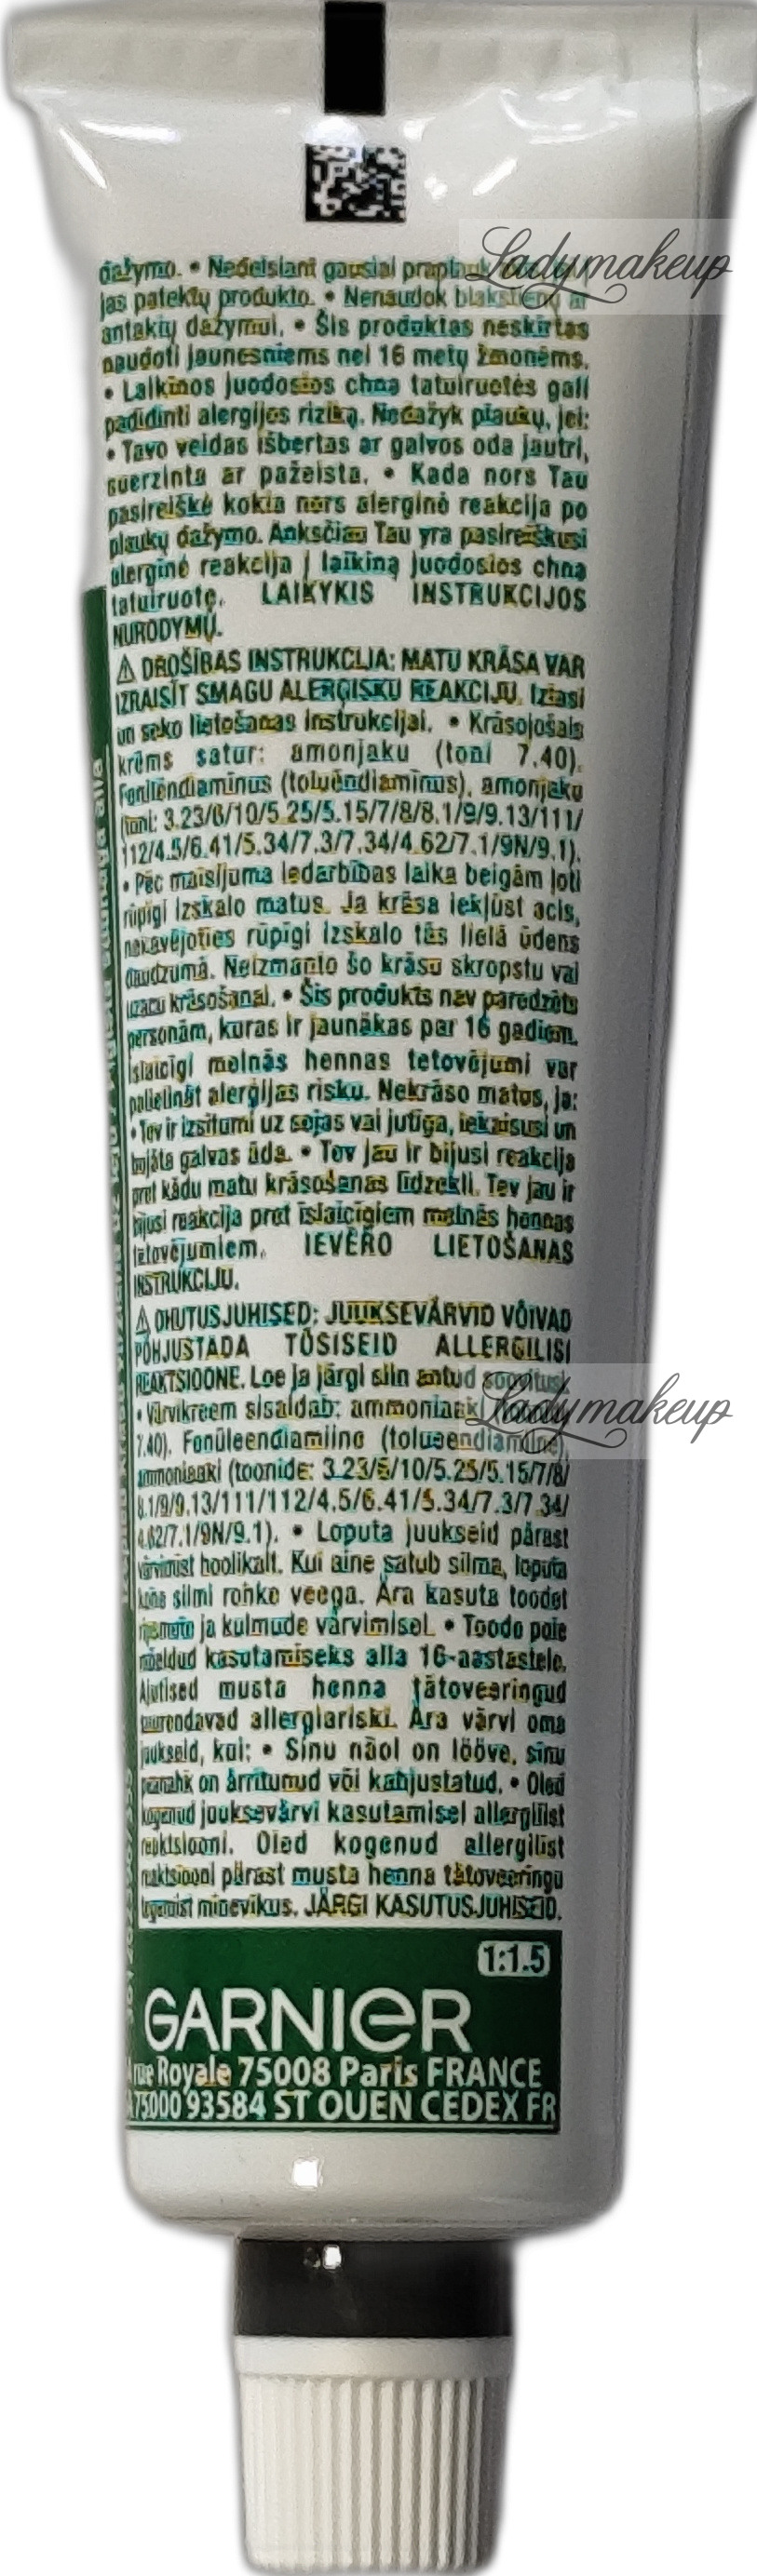 dažymo. • Nedelsiant gausiai praplauk
jas patektų produkto. • Nenaudok blakstienų ar
antakių dažymui. • Šis produktas neskirtas
naudoti jaunesniems nei 16 metų žmonėms.
• Laikinos juodosios chna tatuiruotės gali
padidinti alergijos riziką. Nedažyk plaukų, jei:
• Tavo veidas išbertas ar galvos oda jautri,
suerzinta ar pažeista. • Kada nors Tau
pasireiškė kokia nors alerginė reakcija po
plaukų dažymo. Anksčiau Tau yra pasireiškusi
alerginė reakcija į laikiną juodosios chna
tatuiruotę. LAIKYKIS INSTRUKCIJOS
NURODYMŲ.
⚠ DROŠĪBAS INSTRUKCIJA: MATU KRĀSA VAR
IZRAISĪT SMAGU ALERĢISKU REAKCIJU. Izlasi
un seko lietošanas instrukcijai. • Krāsojošais
krēms satur: amonjaku (toni 7.40).
Fenilēndiamīnus (toluēndiamīnus), amonjaku
(toni: 3.23/6/10/5.25/5.15/7/8/8.1/9/9.13/111/
112/4.5/6.41/5.34/7.3/7.34/4.62/7.1/9N/9.1).
• Pēc maisījuma iedarbības laika beigām ļoti
rūpīgi izskalo matus. Ja krāsa iekļūst acīs,
nekavējoties rūpīgi izskalo tās lielā ūdens
daudzumā. Neizmanto šo krāsu skropstu vai
uzacu krāsošanai. • Šis produkts nav paredzēts
personām, kuras ir jaunākas par 16 gadiem.
Īslaicīgi melnās hennas tetovējumi var
palielināt alerģijas risku. Nekrāso matus, ja:
• Tev ir izsitumi uz sejas vai jutīga, iekaisusi un
bojāta galvas āda. • Tev jau ir bijusi reakcija
pret kādu matu krāsošanas līdzekli. Tev jau ir
bijusi reakcija pret īslaicīgiem melnās hennas
tetovējumiem. IEVĒRO LIETOŠANAS
INSTRUKCIJU.
⚠ OHUTUSJUHISED: JUUKSEVÄRVID VÕIVAD
PÕHJUSTADA TÕSISEID ALLERGILISI
REAKTSIOONE. Loe ja järgi siin antud soovitusi.
• Värvikreem sisaldab: ammoniaaki
7.40). Fenüleendiamiine (tolueendiamiine),
ammoniaaki (toonide: 3.23/6/10/5.25/5.15/7/8/
8.1/9/9.13/111/112/4.5/6.41/5.34/7.3/7.34/
4.62/7.1/9N/9.1). • Loputa juukseid pärast
värvimist hoolikalt. Kui aine satub silma, loputa
kohe silmi rohke veega. Ära kasuta toodet
ripsmete ja kulmude värvimisel. • Toode pole
mõeldud kasutamiseks alla 16-aastastele.
Ajutised musta henna tätoveeringud
suurendavad allergiariski. Ära värvi oma
juukseid, kui: • Sinu näol on lööve, sinu
peanahk on ärritunud või kahjustatud. • Oled
kogenud juuksevärvi kasutamisel allergilist
reaktsiooni. Oled kogenud allergilist
reaktsiooni pärast musta henna tätoveeringu
tegemist minevikus. JÄRGI KASUTUSJUHISEID.
1:1.5
GARNIER
rue Royale 75008 Paris FRANCE
75000 93584 ST OUEN CEDEX FR
Ladymakeup
Ladymakeup